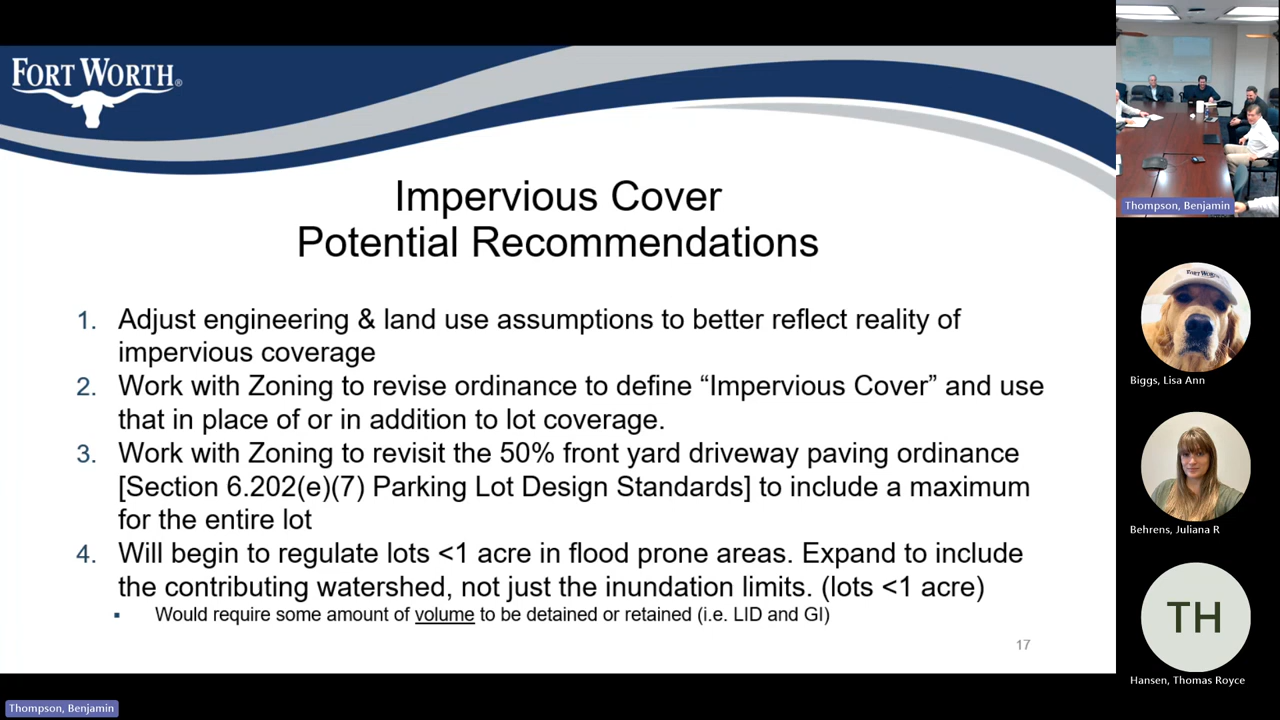 FORT WORTH®
Impervious Cover
Potential Recommendations
1. Adjust engineering & land use assumptions to better reflect reality of
impervious coverage
2. Work with Zoning to revise ordinance to define “Impervious Cover” and use
that in place of or in addition to lot coverage.
3. Work with Zoning to revisit the 50% front yard driveway paving ordinance
[Section 6.202(e)(7) Parking Lot Design Standards] to include a maximum
for the entire lot
4. Will begin to regulate lots <1 acre in flood prone areas. Expand to include
the contributing watershed, not just the inundation limits. (lots <1 acre)
▪ Would require some amount of volume to be detained or retained (i.e. LID and GI)
17
Thompson, Benjamin
Thompson, Benjamin
FORT WORTH
Biggs, Lisa Ann
Behrens, Juliana R
TH
Hansen, Thomas Royce